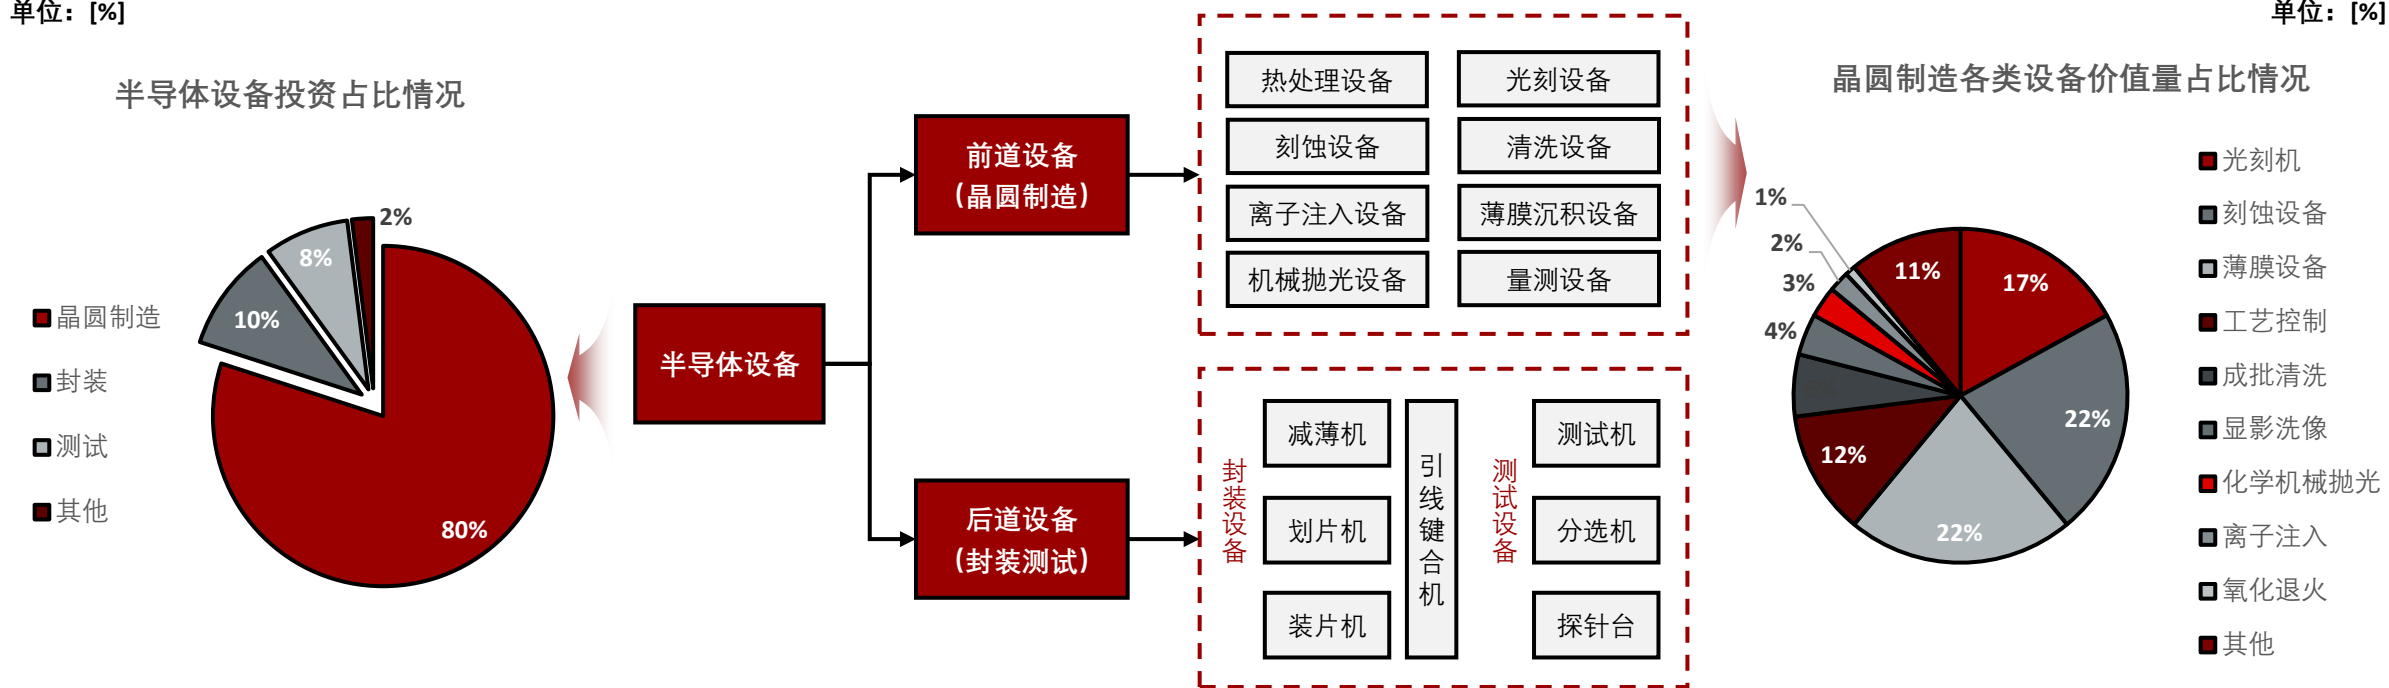 单位：[%]
单位：[%]
半导体设备投资占比情况
2%
8%
10%
80%
晶圆制造
封装
测试
其他
半导体设备
前道设备
（晶圆制造）
后道设备
（封装测试）
热处理设备
光刻设备
刻蚀设备
清洗设备
离子注入设备
薄膜沉积设备
机械抛光设备
量测设备
封装设备
减薄机
划片机
装片机
引线键合机
测试设备
测试机
分选机
探针台
晶圆制造各类设备价值量占比情况
1%
2%
3%
4%
11%
17%
22%
22%
12%
光刻机
刻蚀设备
薄膜设备
工艺控制
成批清洗
显影洗像
化学机械抛光
离子注入
氧化退火
其他